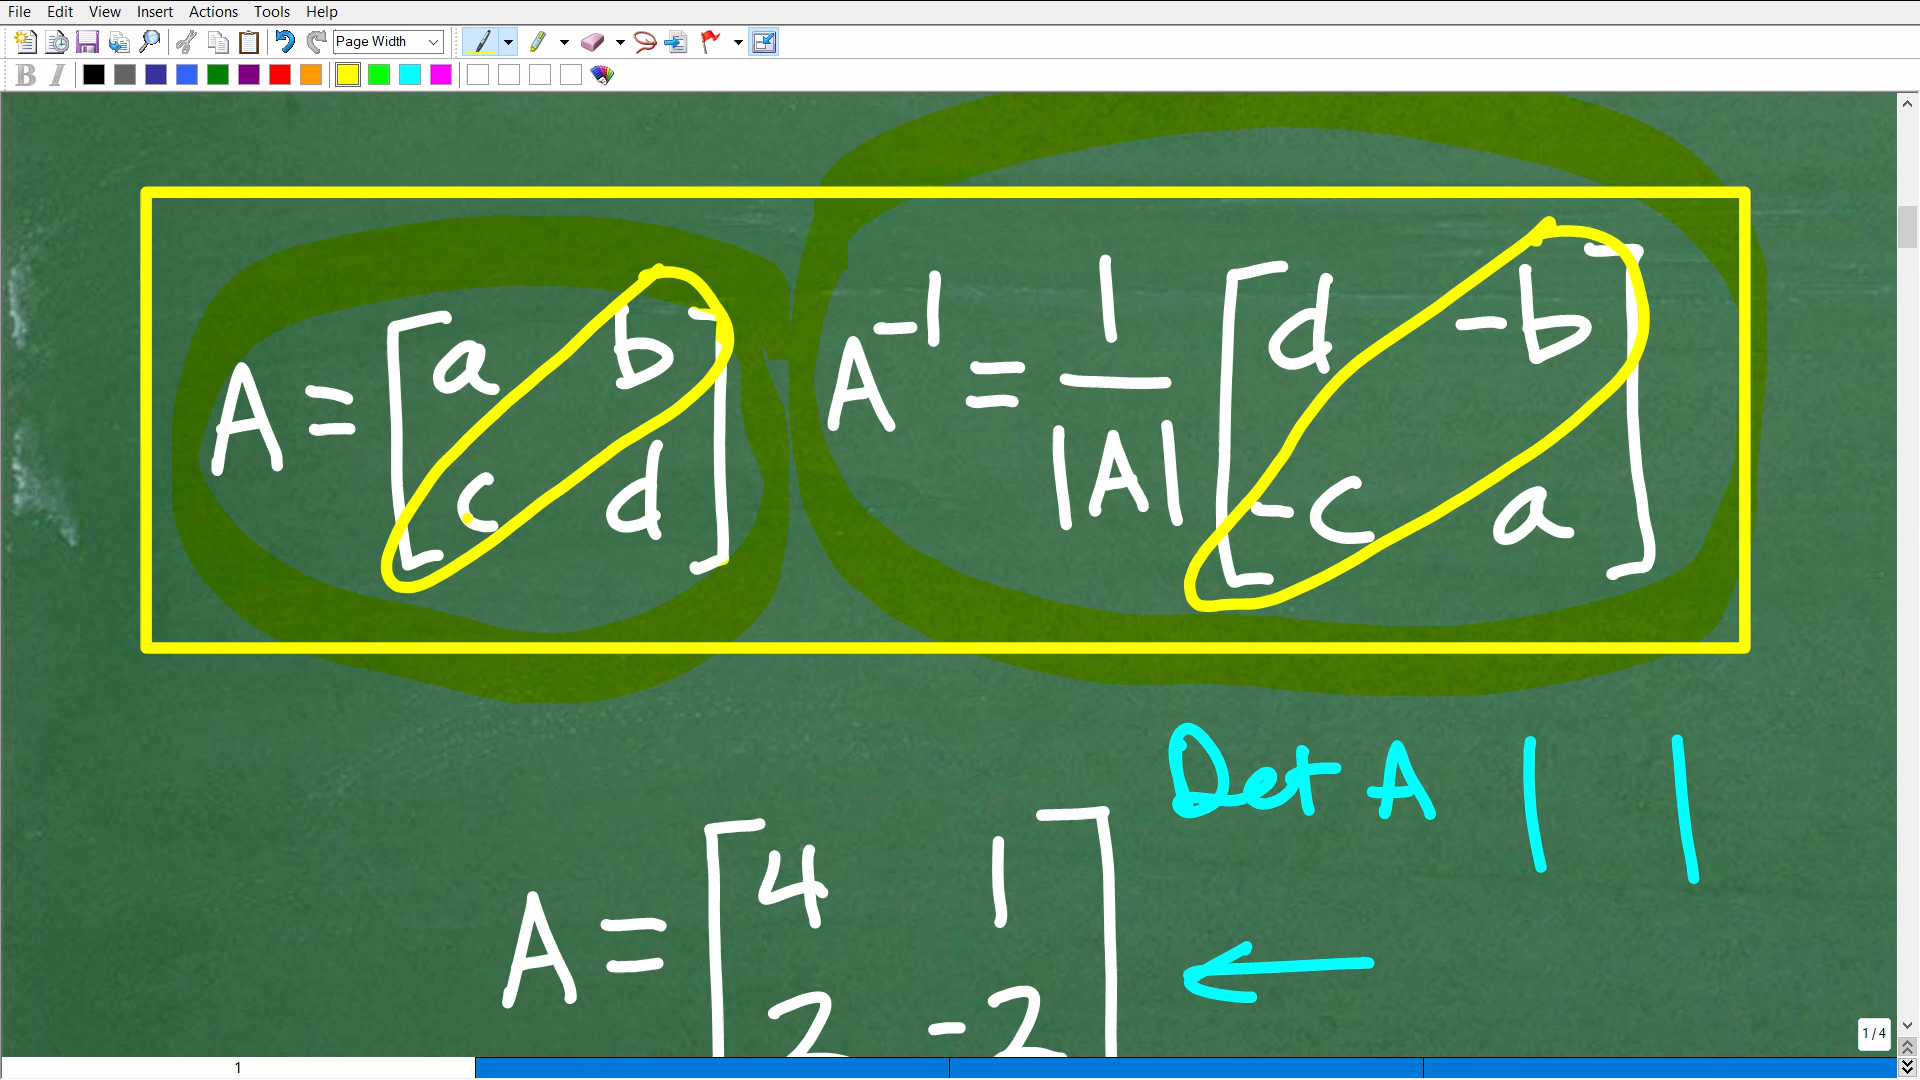 File Edit View Insert Actions Tools Help
Page Width
B I
A = [ a b
c d ]
A⁻¹ = 1/|A| [ d -b
-c a ]
Det A | |
A = [ 4 1 ]
2 -2
1 / 4
1